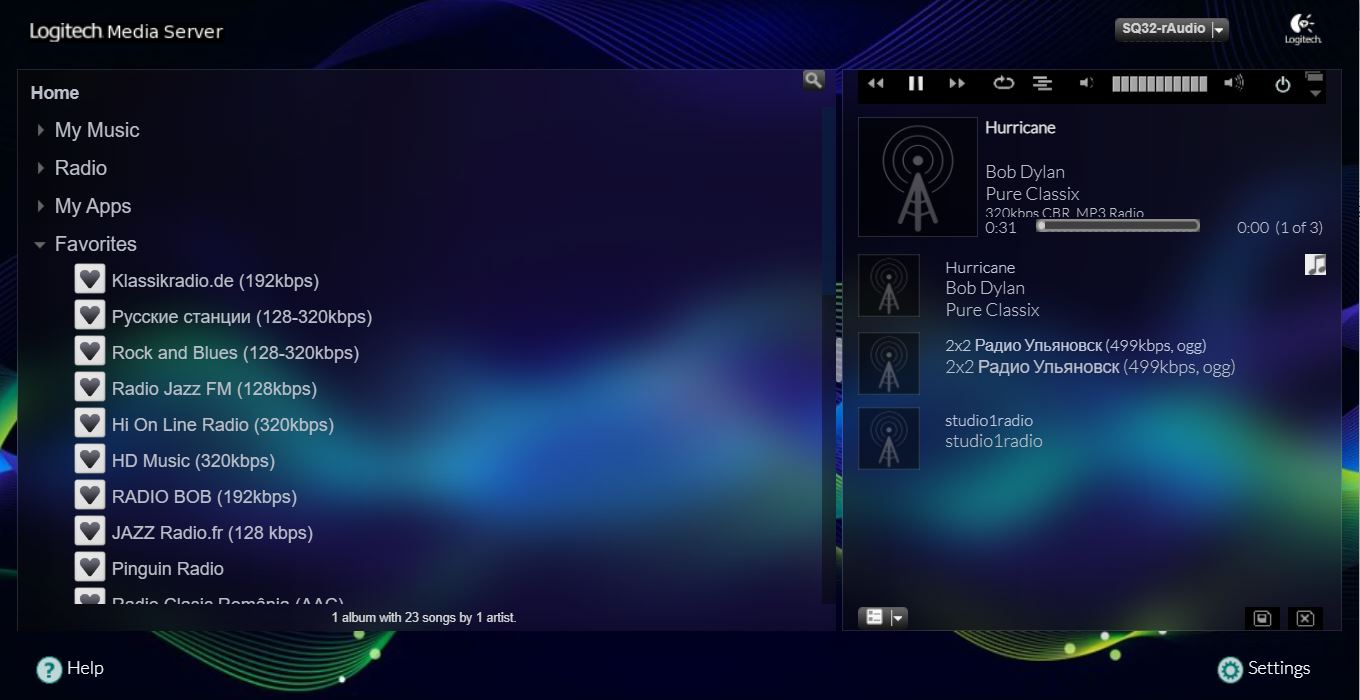 Logitech Media Server
SQ32-rAudio
Logitech
Home
My Music
Radio
My Apps
Favorites
Klassikradio.de (192kbps)
Русские станции (128-320kbps)
Rock and Blues (128-320kbps)
Radio Jazz FM (128kbps)
Hi On Line Radio (320kbps)
HD Music (320kbps)
RADIO BOB (192kbps)
JAZZ Radio.fr (128 kbps)
Pinguin Radio
Radio Clasic România (AAC)
1 album with 23 songs by 1 artist.
Hurricane
Bob Dylan
Pure Classix
320kbps CBR, MP3 Radio
0:31
0:00 (1 of 3)
Hurricane
Bob Dylan
Pure Classix
2x2 Радио Ульяновск (499kbps, ogg)
2x2 Радио Ульяновск (499kbps, ogg)
studio1radio
studio1radio
? Help
Settings